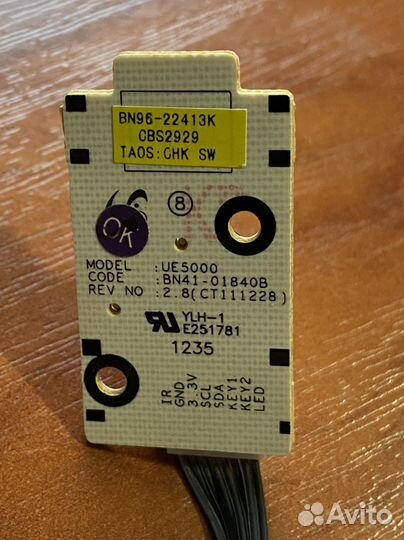 BN96-22413K
CBS2929
TAOS:CHK SW
OK
8
MODEL :UE5000
CODE :BN41-01840B
REV NO :2.8(CT111228)
YLH-1
E251781
1235
IR
GND
3.3V
SCL
SDA
KEY1
KEY2
LED
Avito